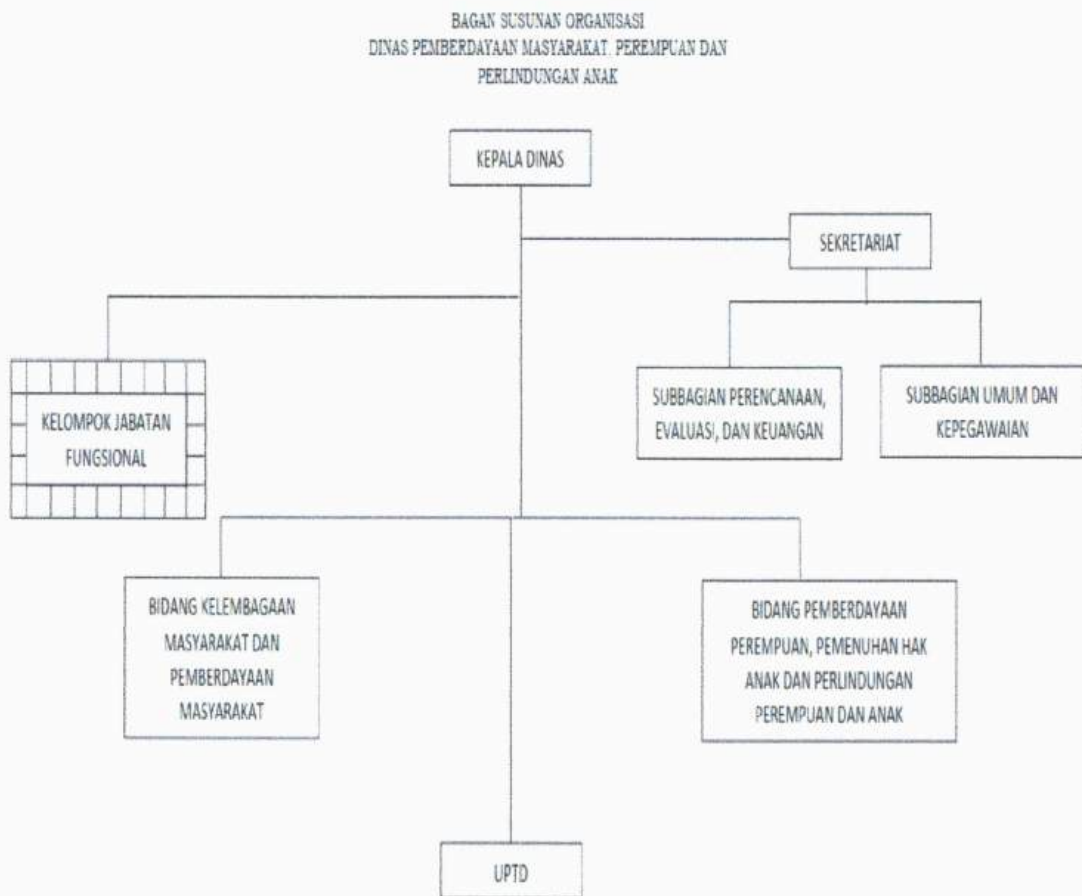 BAGAN SUSUNAN ORGANISASI
DINAS PEMBERDAYAAN MASYARAKAT, PEREMPUAN DAN
PERLINDUNGAN ANAK
KEPALA DINAS
SEKRETARIAT
KELOMPOK JABATAN
FUNGSIONAL
SUBBAGIAN PERENCANAAN,
EVALUASI, DAN KEUANGAN
SUBBAGIAN UMUM DAN
KEPEGAWAIAN
BIDANG KELEMBAGAAN
MASYARAKAT DAN
PEMBERDAYAAN
MASYARAKAT
BIDANG PEMBERDAYAAN
PEREMPUAN, PEMENUHAN HAK
ANAK DAN PERLINDUNGAN
PEREMPUAN DAN ANAK
UPTD